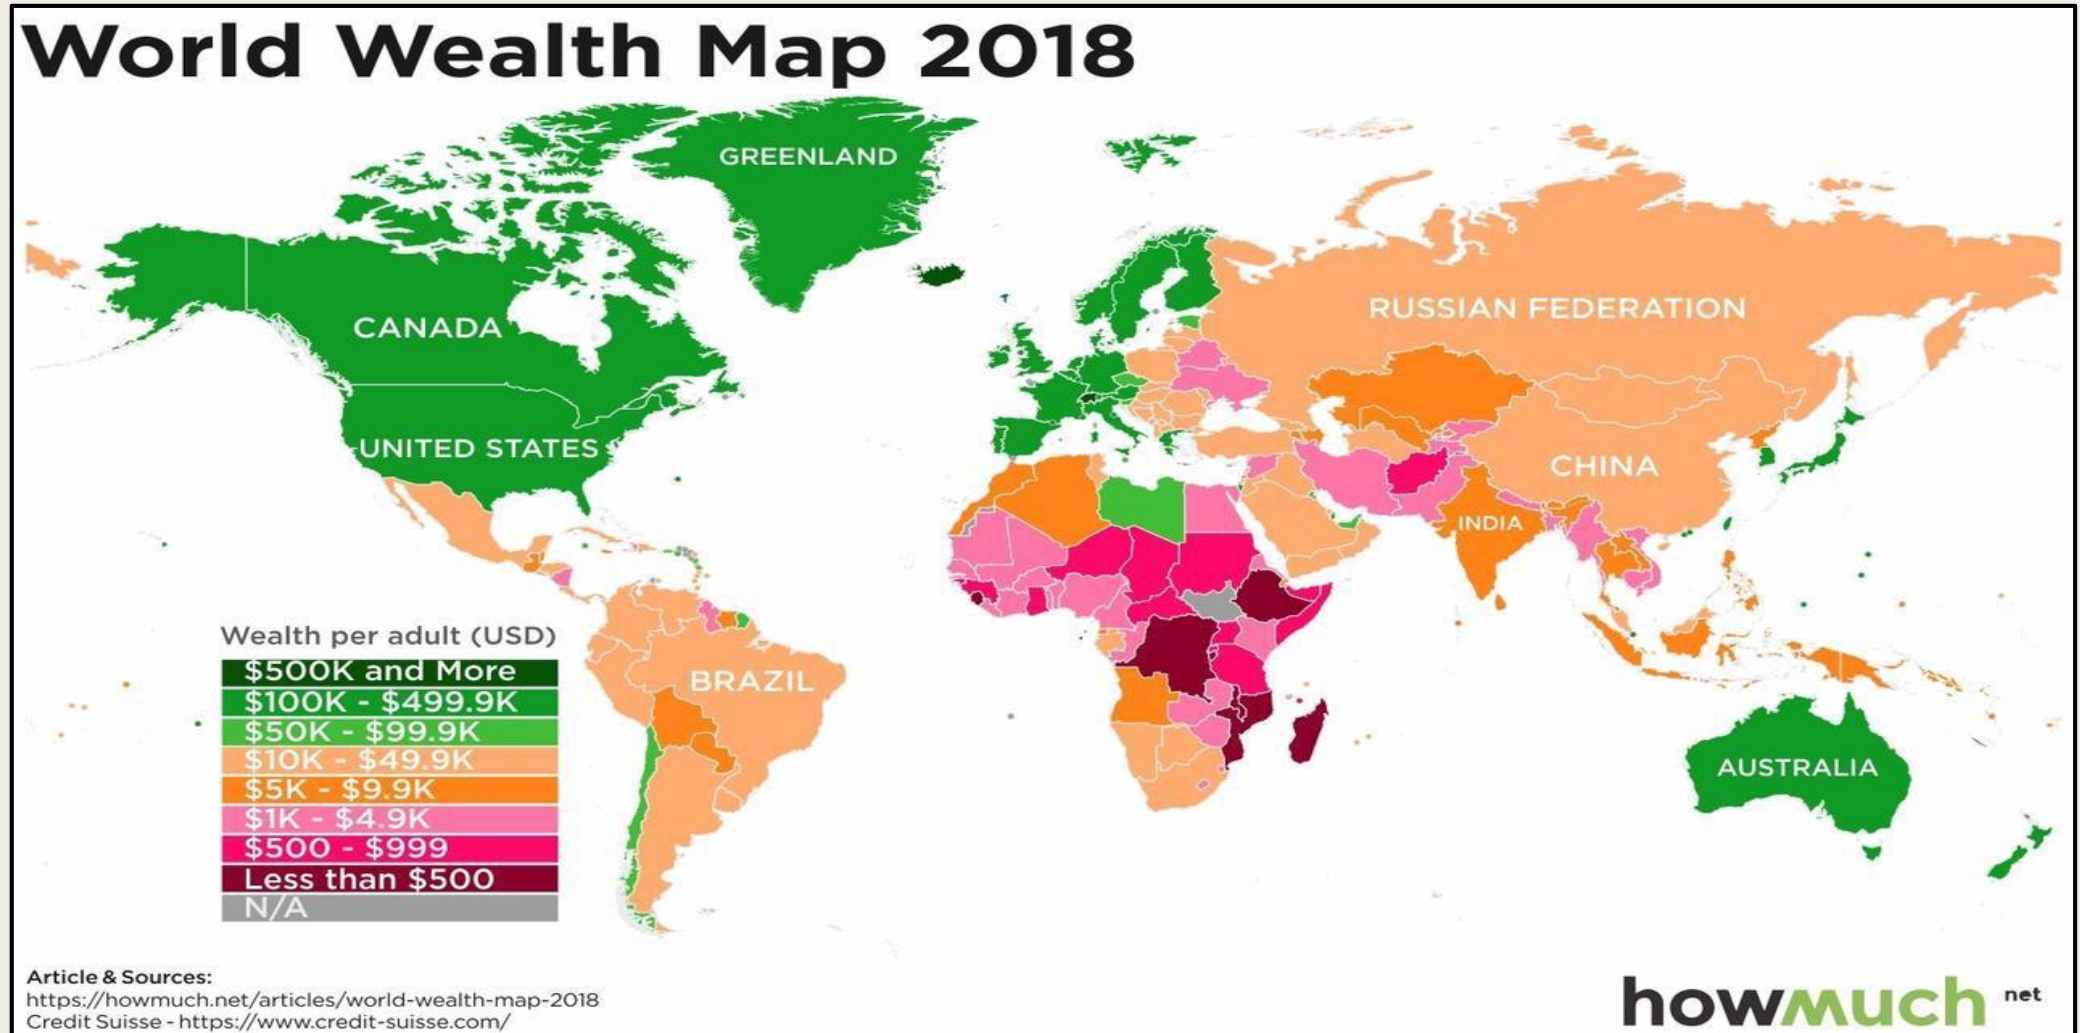 World Wealth Map 2018
GREENLAND
CANADA
RUSSIAN FEDERATION
UNITED STATES
CHINA
INDIA
BRAZIL
AUSTRALIA
Wealth per adult (USD)
$500K and More
$100K - $499.9K
$50K - $99.9K
$10K - $49.9K
$5K - $9.9K
$1K - $4.9K
$500 - $999
Less than $500
N/A
Article & Sources:
https://howmuch.net/articles/world-wealth-map-2018
Credit Suisse - https://www.credit-suisse.com/
howmuch net